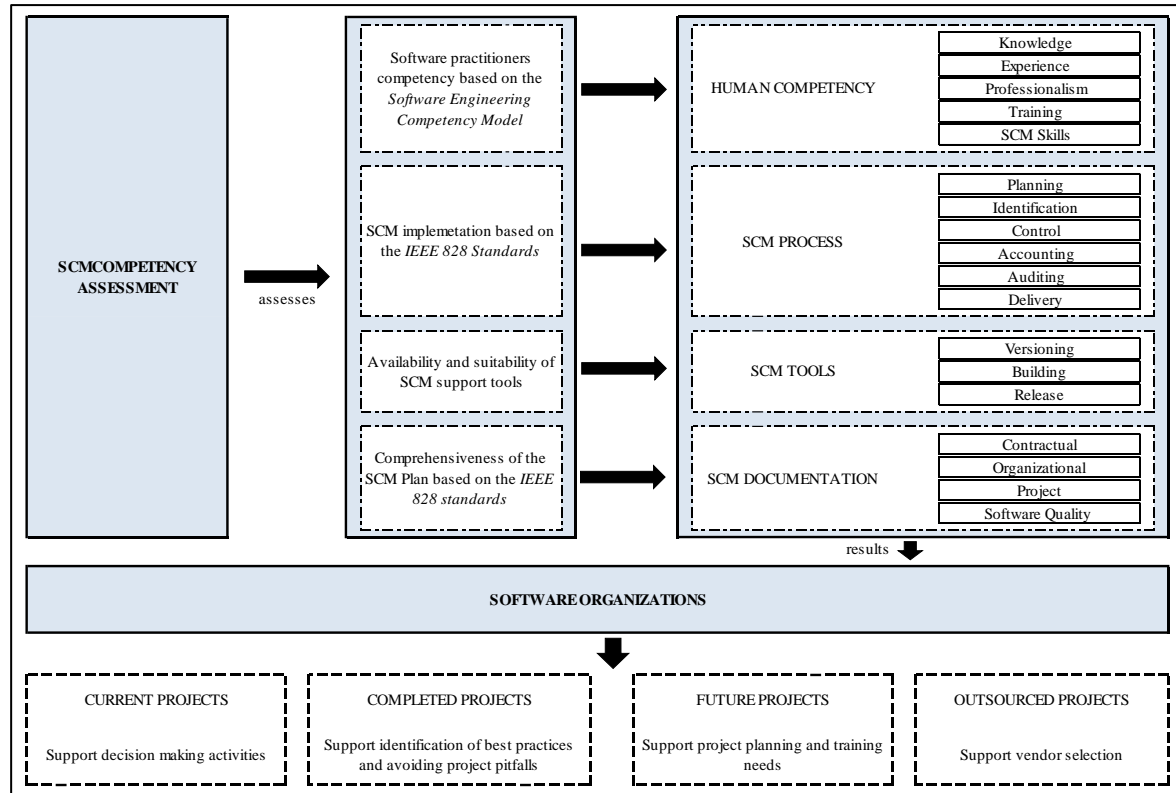 SCMCOMPETENCY
ASSESSMENT
assesses
Software practitioners
competency based on the
Software Engineering
Competency Model
HUMAN COMPETENCY
Knowledge
Experience
Professionalism
Training
SCM Skills
SCM implemetation based on
the IEEE 828 Standards
SCM PROCESS
Planning
Identification
Control
Accounting
Auditing
Delivery
Availability and suitability of
SCM support tools
SCM TOOLS
Versioning
Building
Release
Comprehensiveness of the
SCM Plan based on the IEEE
828 standards
SCM DOCUMENTATION
Contractual
Organizational
Project
Software Quality
results
SOFTWARE ORGANIZATIONS
CURRENT PROJECTS
Support decision making activities
COMPLETED PROJECTS
Support identification of best practices
and avoiding project pitfalls
FUTURE PROJECTS
Support project planning and training
needs
OUTSOURCED PROJECTS
Support vendor selection